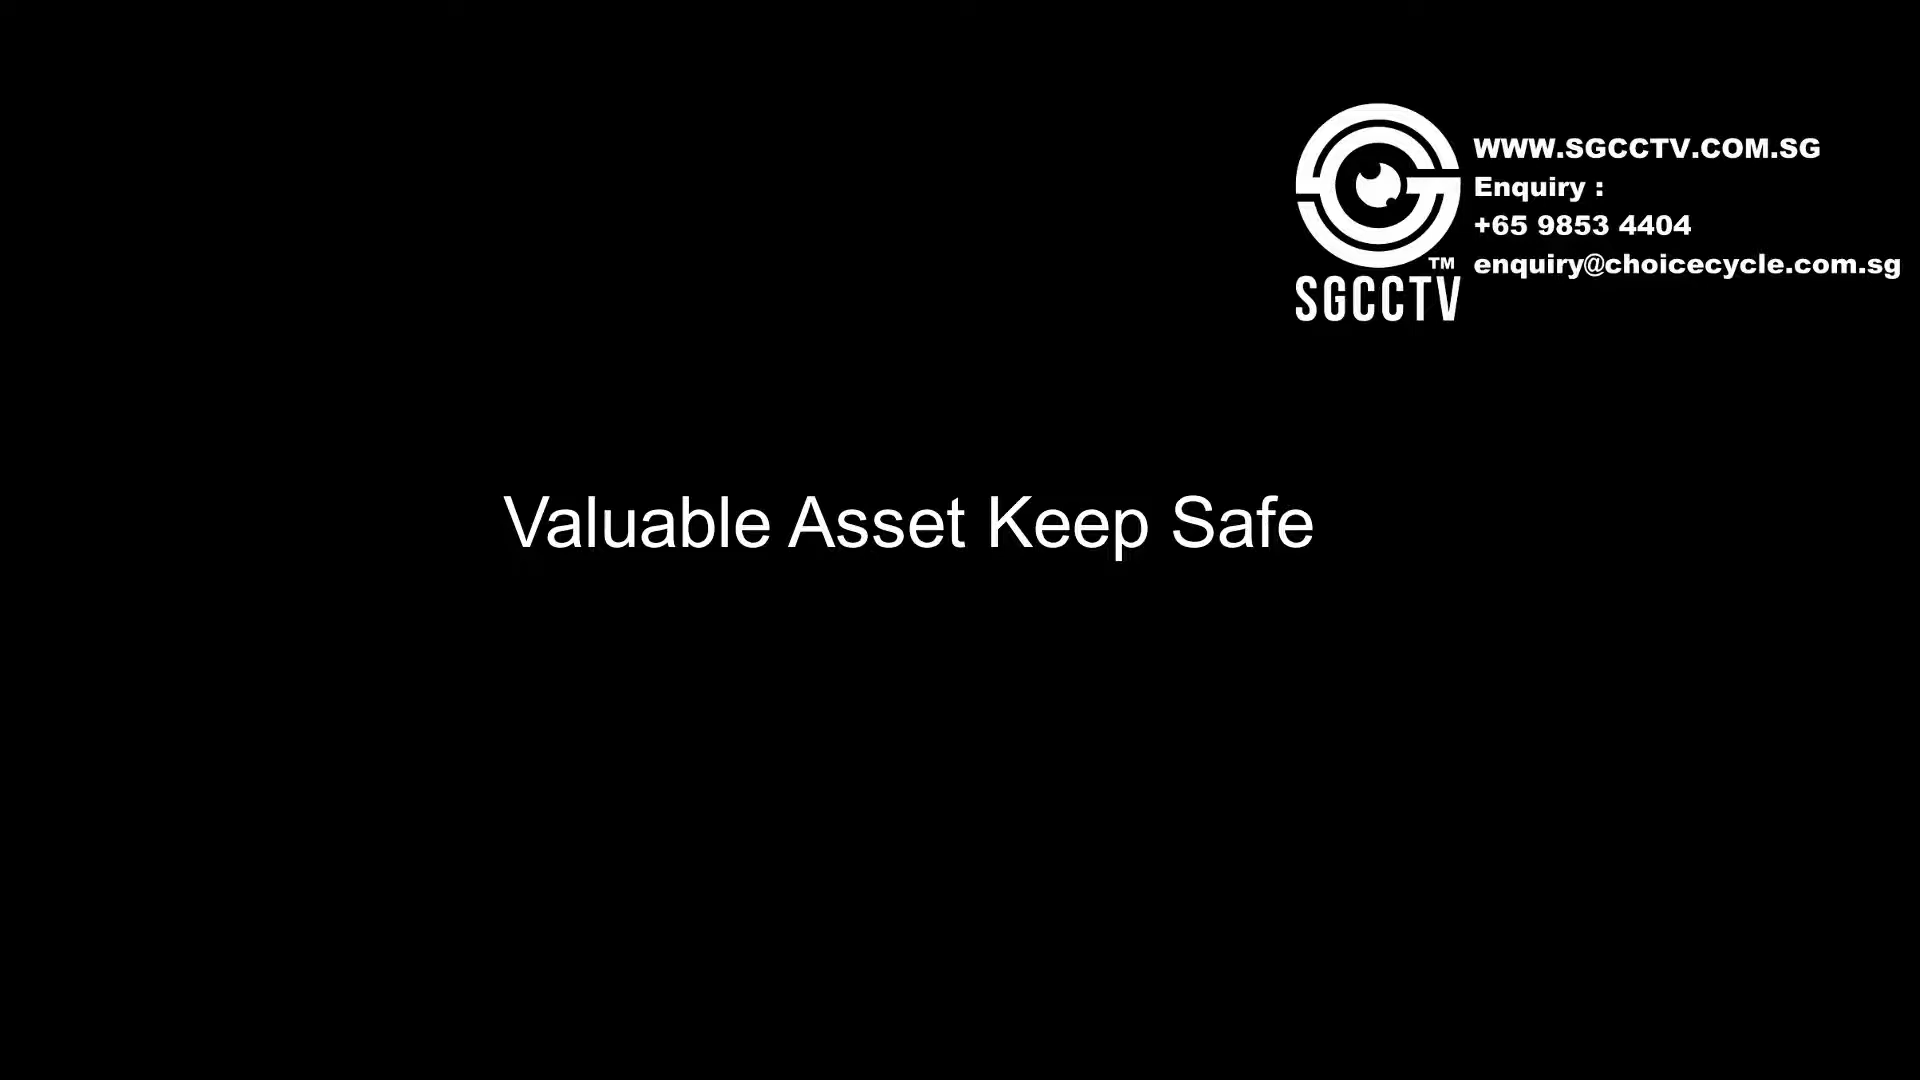 WWW.SGCCTV.COM.SG
Enquiry :
+65 9853 4404
enquiry@choicecycle.com.sg
TM
SGCCTV
Valuable Asset Keep Safe